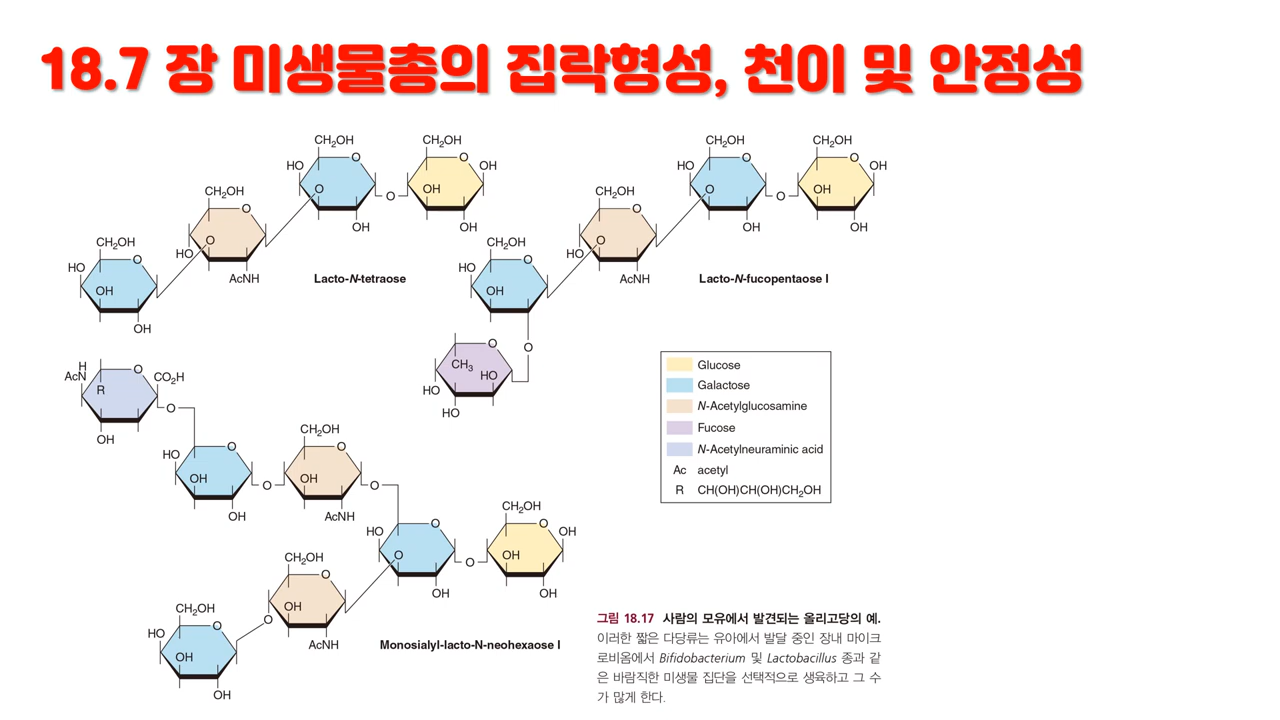 18.7 장 미생물총의 집락형성, 천이 및 안정성
CH₂OH
O
HO
O
O
CH₂OH
O
OH
OH
OH
OH
CH₂OH
O
O
HO
AcNH
CH₂OH
O
HO
OH
OH
Lacto-N-tetraose
CH₂OH
O
HO
O
O
CH₂OH
O
OH
OH
OH
OH
CH₂OH
O
O
HO
AcNH
CH₂OH
O
HO
OH
O
O
CH₃
HO
HO
HO
Lacto-N-fucopentaose I
H
AcN
O
CO₂H
R
O
OH
HO
O
OH
O
OH
CH₂OH
O
OH
O
AcNH
HO
O
O
O
OH
CH₂OH
O
OH
OH
OH
CH₂OH
O
OH
O
AcNH
CH₂OH
HO
O
OH
OH
Monosialyl-lacto-N-neohexaose I
Glucose
Galactose
N-Acetylglucosamine
Fucose
N-Acetylneuraminic acid
Ac acetyl
R CH(OH)CH(OH)CH₂OH
그림 18.17 사람의 모유에서 발견되는 올리고당의 예.
이러한 짧은 다당류는 유아에서 발달 중인 장내 마이크
로비옴에서 Bifidobacterium 및 Lactobacillus 종과 같
은 바람직한 미생물 집단을 선택적으로 생육하고 그 수
가 많게 한다.